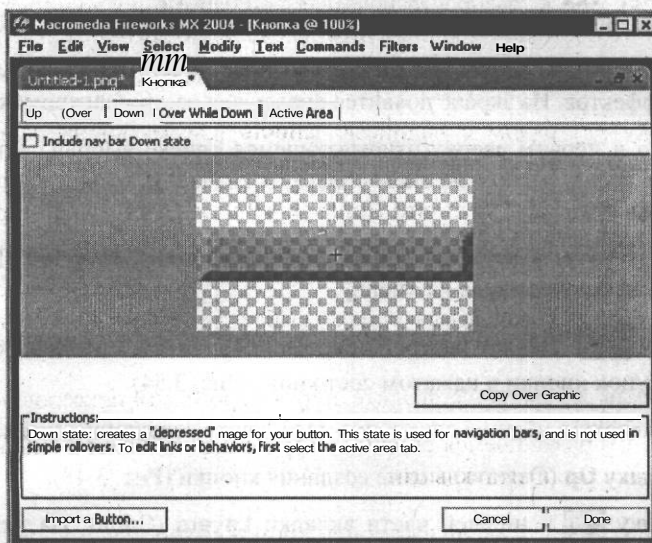 Macromedia Fireworks MX 2004 - [Кнопка @ 100%]
File Edit View Select Modify Text Commands Filters Window Help
mm
Untitled-1.png* Кнопка*
Up (Over | Down | Over While Down | Active Area |
Include nav bar Down state
Copy Over Graphic
Instructions:
Down state: creates a "depressed" mage for your button. This state is used for navigation bars, and is not used in
simple rollovers. To edit links or behaviors, first select the active area tab.
Import a Button... Cancel Done